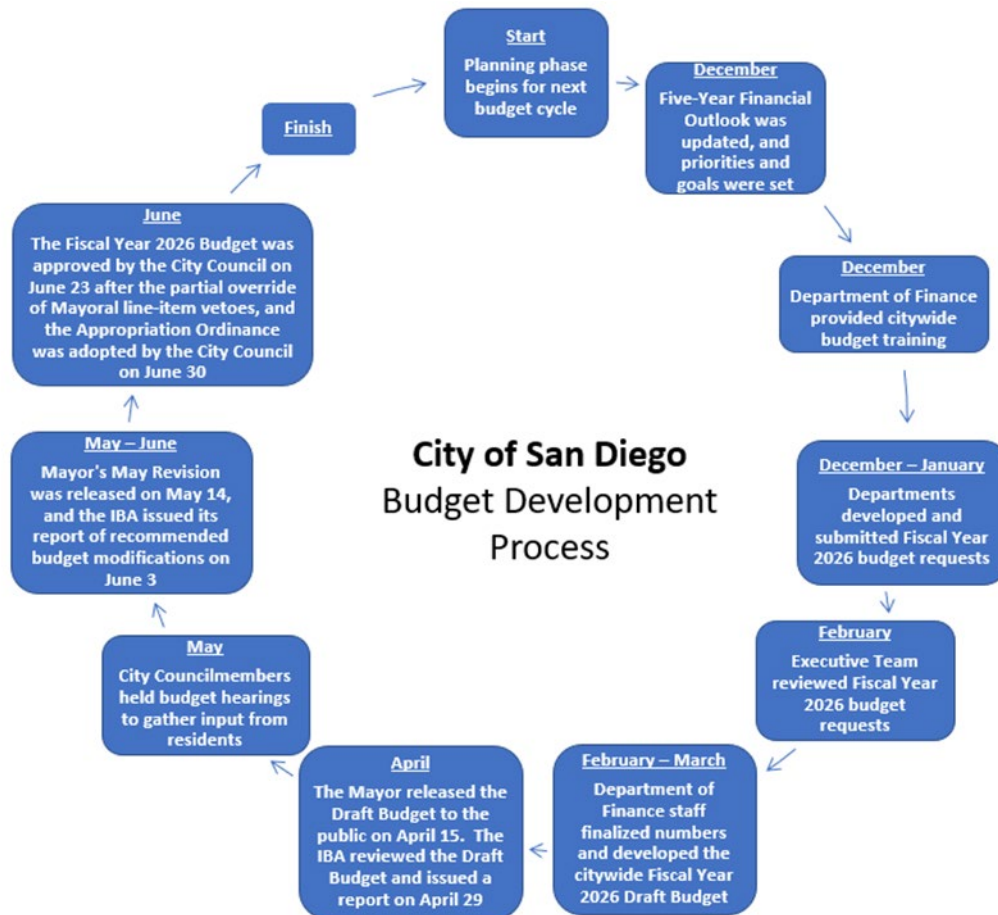 Start
Planning phase
begins for next
budget cycle
December
Five-Year Financial
Outlook was
updated, and
priorities and
goals were set
December
Department of Finance
provided citywide
budget training
December – January
Departments
developed and
submitted Fiscal Year
2026 budget requests
February
Executive Team
reviewed Fiscal Year
2026 budget
requests
February – March
Department of
Finance staff
finalized numbers
and developed the
citywide Fiscal Year
2026 Draft Budget
April
The Mayor released the
Draft Budget to the
public on April 15.  The
IBA reviewed the Draft
Budget and issued a
report on April 29
May
City Councilmembers
held budget hearings
to gather input from
residents
May – June
Mayor's May Revision
was released on May 14,
and the IBA issued its
report of recommended
budget modifications on
June 3
June
The Fiscal Year 2026 Budget was
approved by the City Council on
June 23 after the partial override
of Mayoral line-item vetoes, and
the Appropriation Ordinance
was adopted by the City Council
on June 30
Finish
City of San Diego
Budget Development
Process